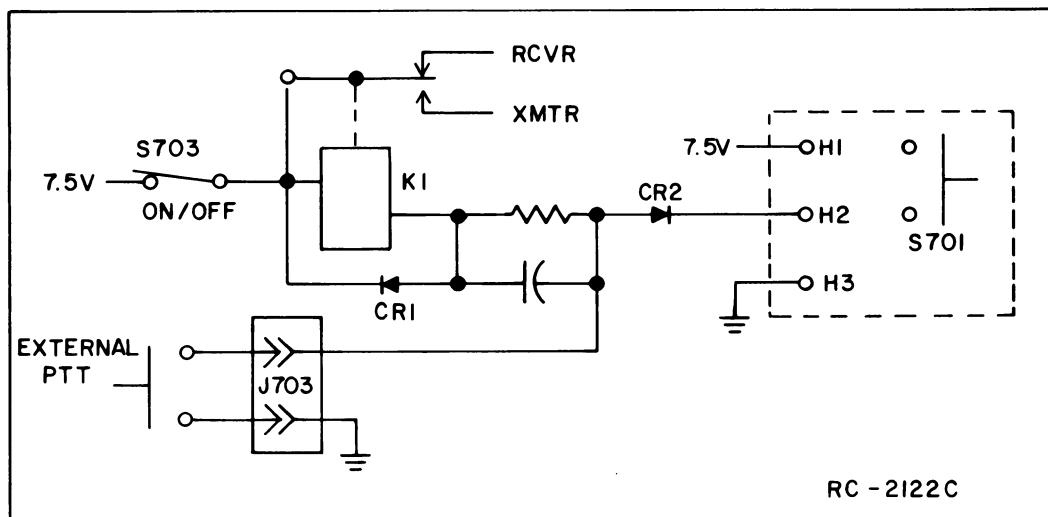 RCVR
XMTR
S703
7.5V
ON/OFF
K1
7.5V
H1
CR2
H2
S701
CR1
H3
EXTERNAL
PTT
J703
RC-2122C